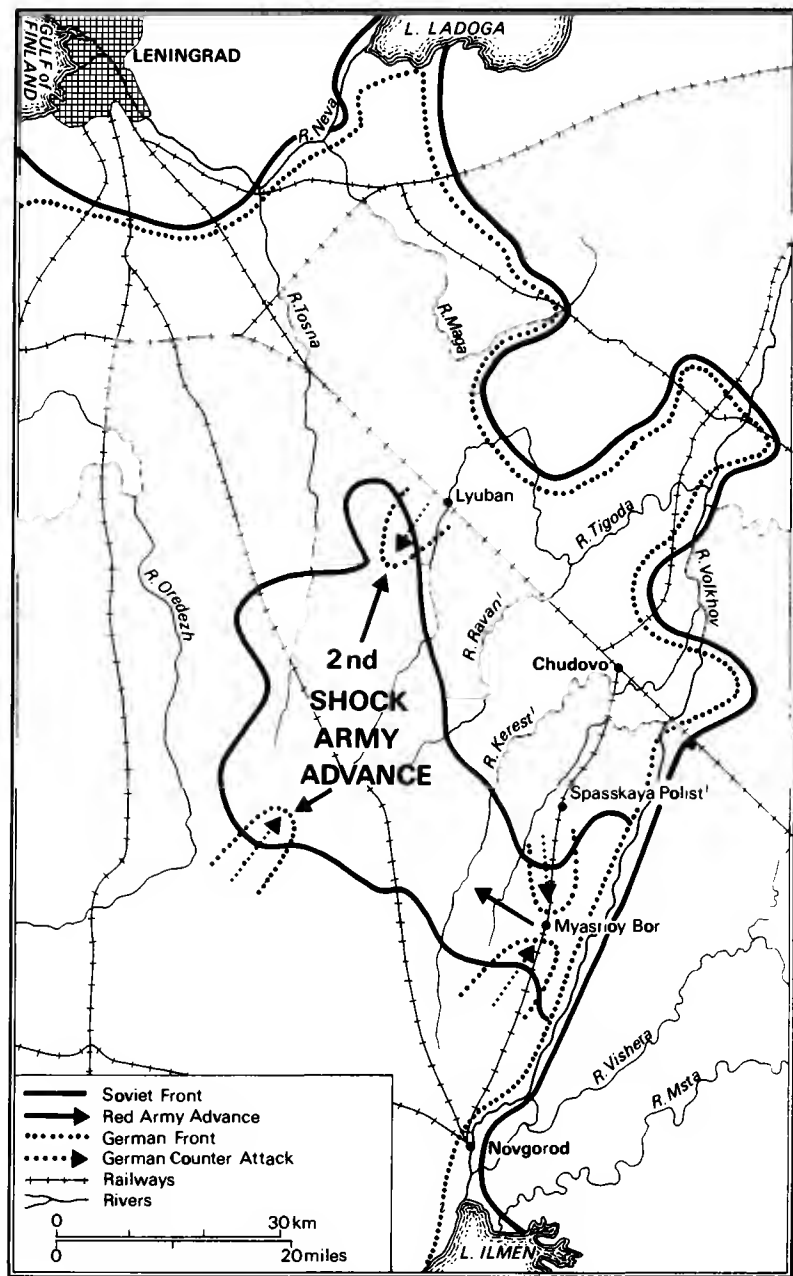 L. LADOGA
GULF of
FINLAND
LENINGRAD
R. Neva
R. Tosna
R. Maga
Lyuban
R. Tigoda
R. Oredezh
R. Volkhov
R. Ravan'
2nd
SHOCK
ARMY
ADVANCE
Chudovo
R. Kerest'
Spasskaya Polist'
Myasnoy Bor
R. Vishera
R. Msta
Soviet Front
Red Army Advance
German Front
German Counter Attack
Railways
Rivers
0 30 km
0 20 miles
Novgorod
L. ILMEN